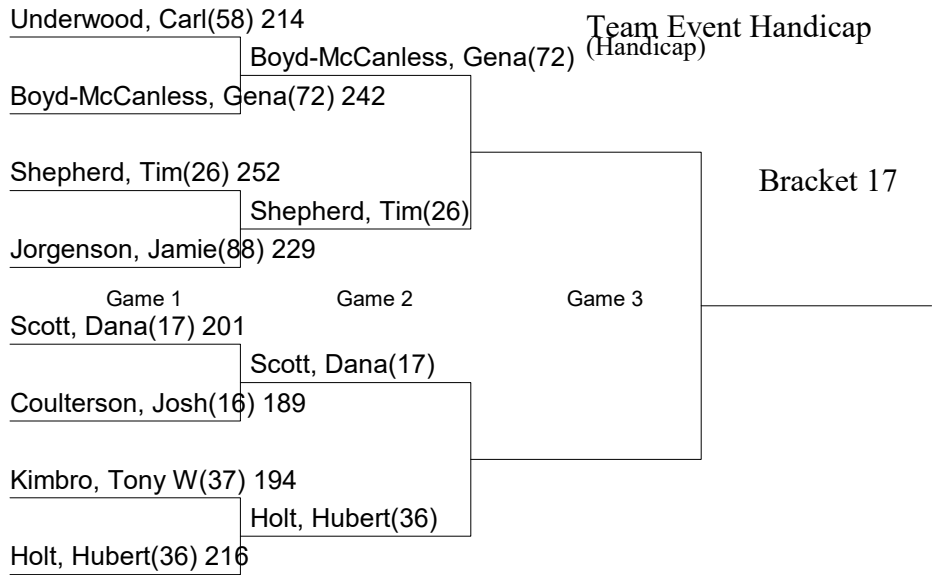 Underwood, Carl(58) 214
Team Event Handicap
(Handicap)
Boyd-McCanless, Gena(72)
Boyd-McCanless, Gena(72) 242
Shepherd, Tim(26) 252
Bracket 17
Shepherd, Tim(26)
Jorgenson, Jamie(88) 229
Game 1 Game 2 Game 3
Scott, Dana(17) 201
Scott, Dana(17)
Coulterson, Josh(16) 189
Kimbro, Tony W(37) 194
Holt, Hubert(36)
Holt, Hubert(36) 216